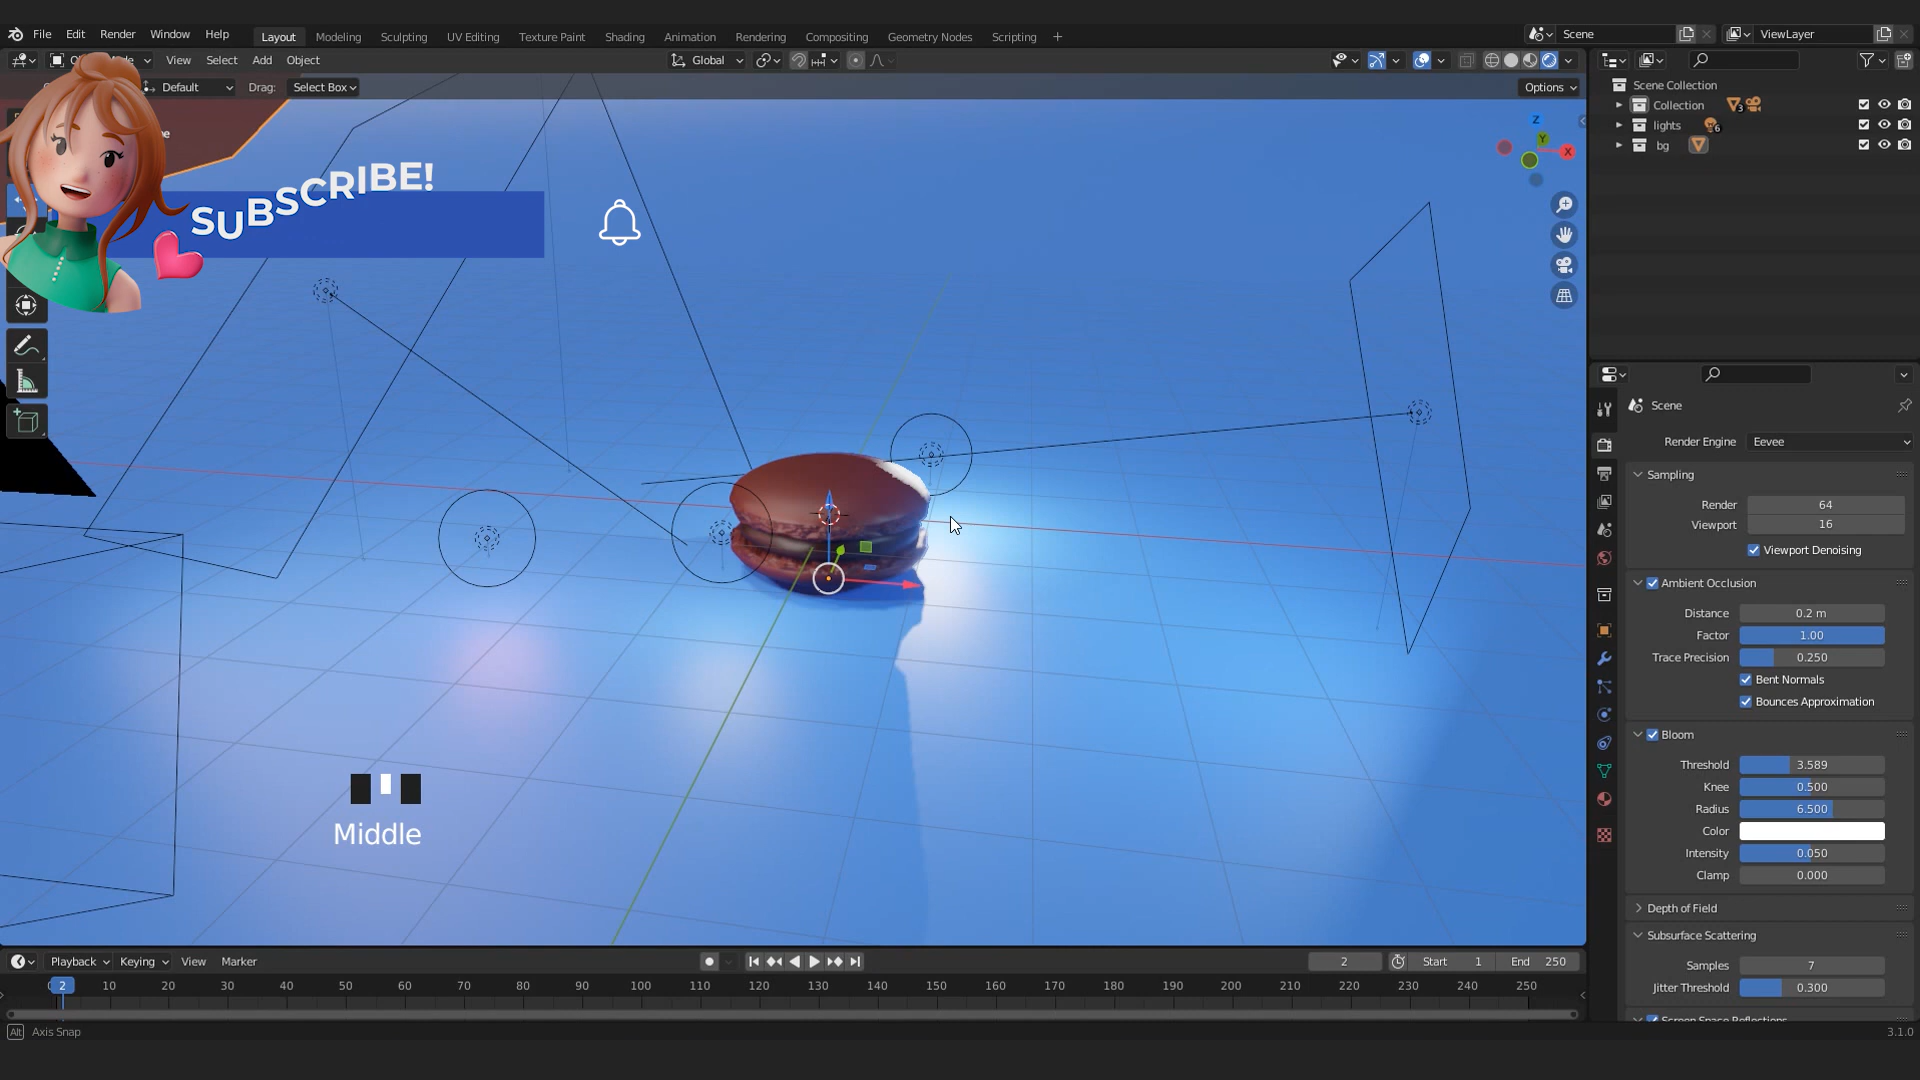 File Edit Render Window Help
Layout Modeling Sculpting UV Editing Texture Paint Shading Animation Rendering Compositing Geometry Nodes Scripting +
Scene
ViewLayer
View Select Add Object
Global
Default
Drag: Select Box
Options
SUBSCRIBE!
Z
Y
X
Scene Collection
Collection 3
lights 6
bg
Scene
Render Engine Eevee
Sampling
Render 64
Viewport 16
Viewport Denoising
Ambient Occlusion
Distance 0.2 m
Factor 1.00
Trace Precision 0.250
Bent Normals
Bounces Approximation
Bloom
Threshold 3.589
Knee 0.500
Radius 6.500
Color
Intensity 0.050
Clamp 0.000
Depth of Field
Subsurface Scattering
Samples 7
Jitter Threshold 0.300
Screen Space Reflections
Middle
Playback Keying View Marker
2
Start 1
End 250
2 10 20 30 40 50 60 70 80 90 100 110 120 130 140 150 160 170 180 190 200 210 220 230 240 250
Alt Axis Snap
3.1.0